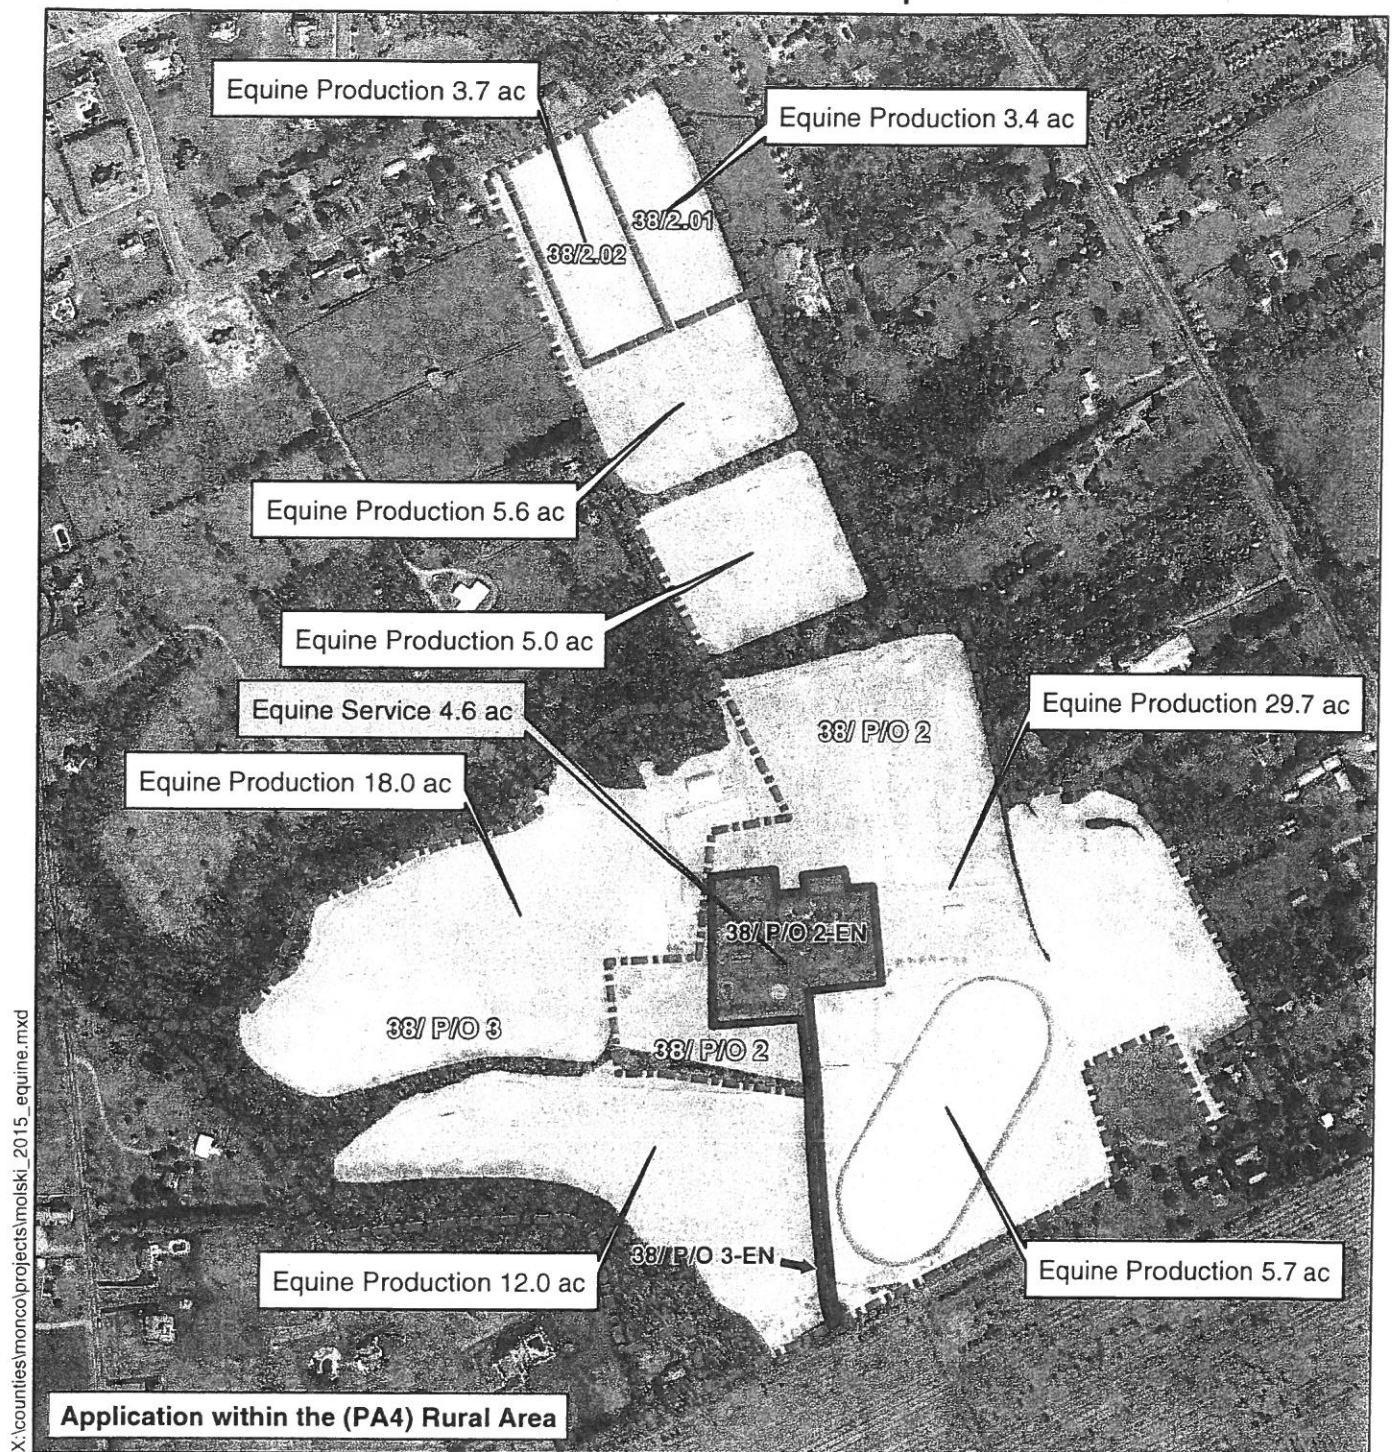 Equine Production 3.7 ac
Equine Production 3.4 ac
38/2.01
38/2.02
Equine Production 5.6 ac
Equine Production 5.0 ac
Equine Service 4.6 ac
Equine Production 29.7 ac
38/ P/O 2
Equine Production 18.0 ac
38/ P/O 2-EN
38/ P/O 3
38/ P/O 2
38/ P/O 3-EN
Equine Production 12.0 ac
Equine Production 5.7 ac
Application within the (PA4) Rural Area
X:\counties\monco\projects\molski_2015_equine.mxd